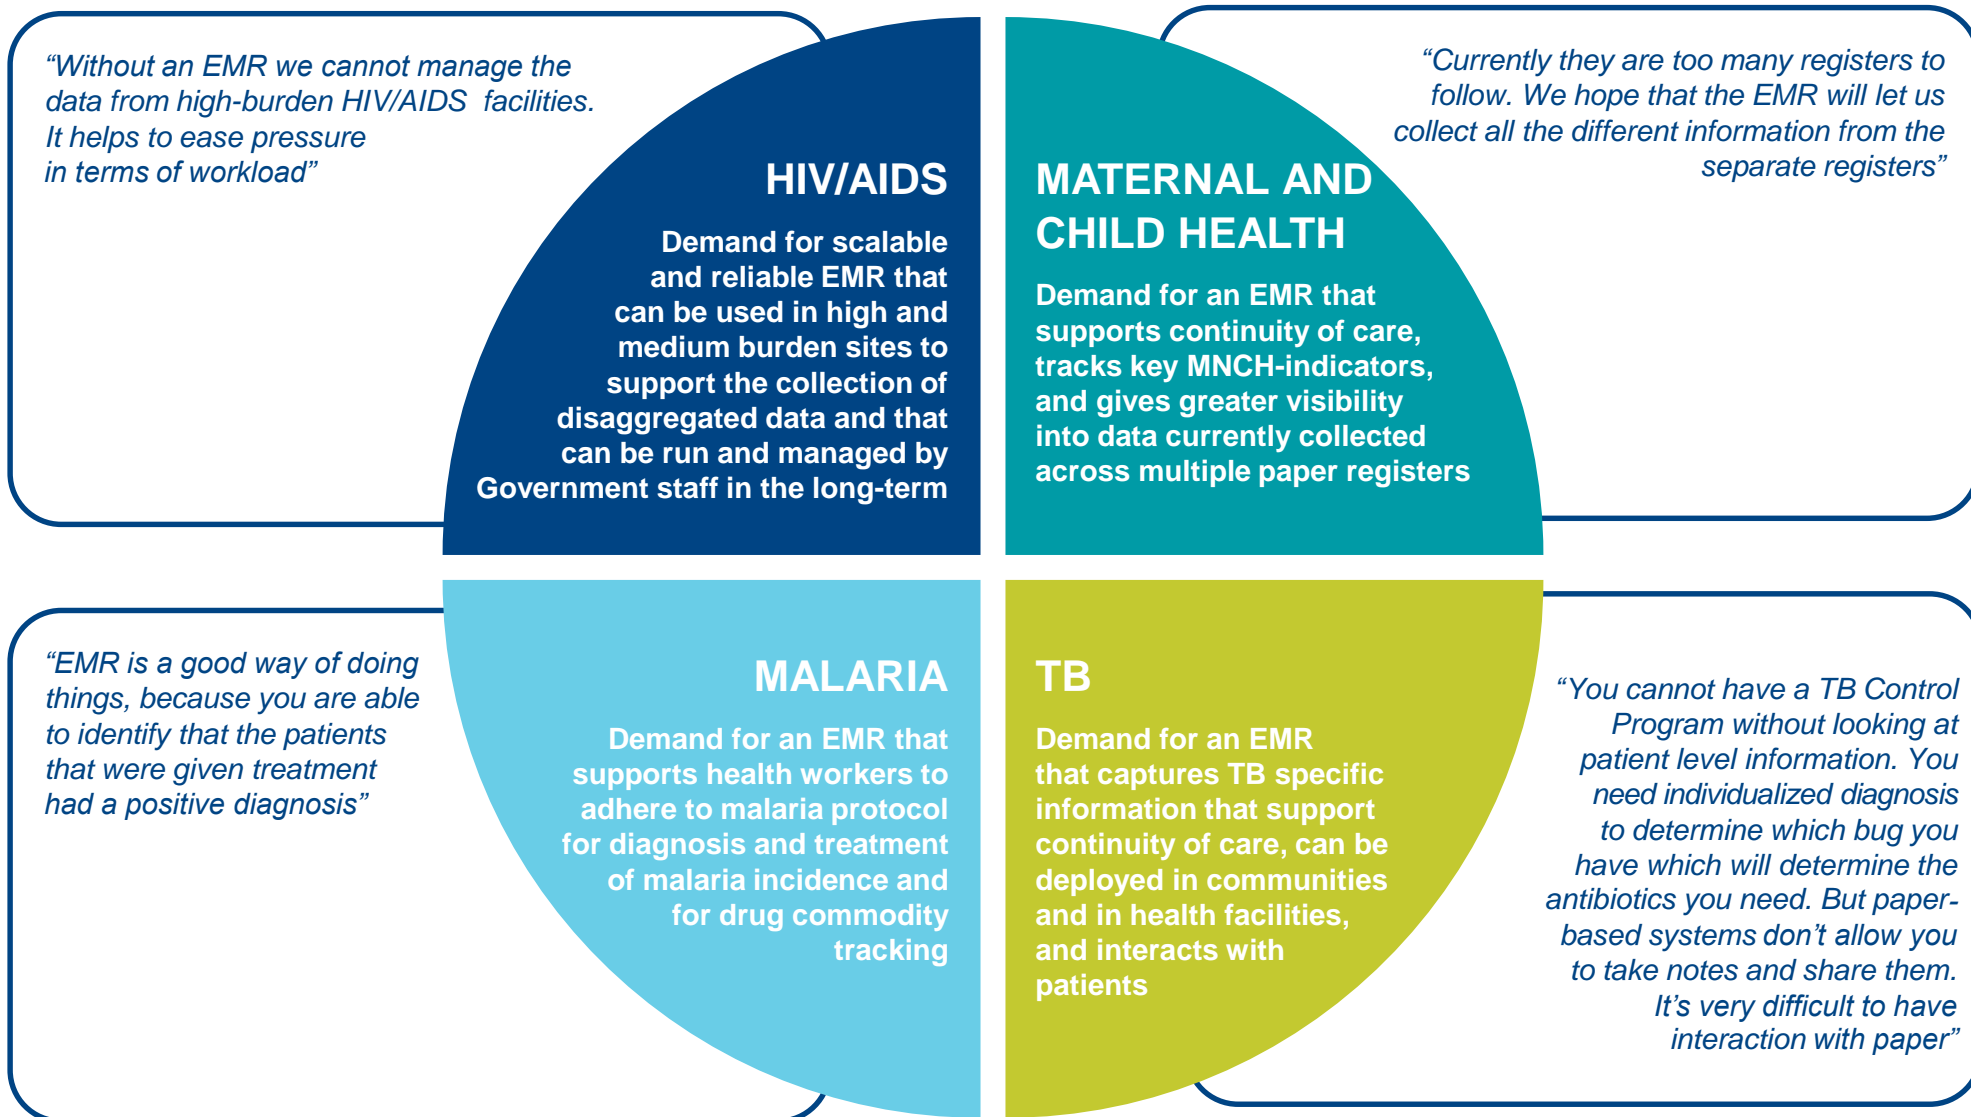 “Without an EMR we cannot manage the
data from high-burden HIV/AIDS facilities.
It helps to ease pressure
in terms of workload”
HIV/AIDS
Demand for scalable
and reliable EMR that
can be used in high and
medium burden sites to
support the collection of
disaggregated data and that
can be run and managed by
Government staff in the long-term
MATERNAL AND
CHILD HEALTH
Demand for an EMR that
supports continuity of care,
tracks key MNCH-indicators,
and gives greater visibility
into data currently collected
across multiple paper registers
“Currently they are too many registers to
follow. We hope that the EMR will let us
collect all the different information from the
separate registers”
“EMR is a good way of doing
things, because you are able
to identify that the patients
that were given treatment
had a positive diagnosis”
MALARIA
Demand for an EMR that
supports health workers to
adhere to malaria protocol
for diagnosis and treatment
of malaria incidence and
for drug commodity
tracking
TB
Demand for an EMR
that captures TB specific
information that support
continuity of care, can be
deployed in communities
and in health facilities,
and interacts with
patients
“You cannot have a TB Control
Program without looking at
patient level information. You
need individualized diagnosis
to determine which bug you
have which will determine the
antibiotics you need. But paper-
based systems don’t allow you
to take notes and share them.
It’s very difficult to have
interaction with paper”